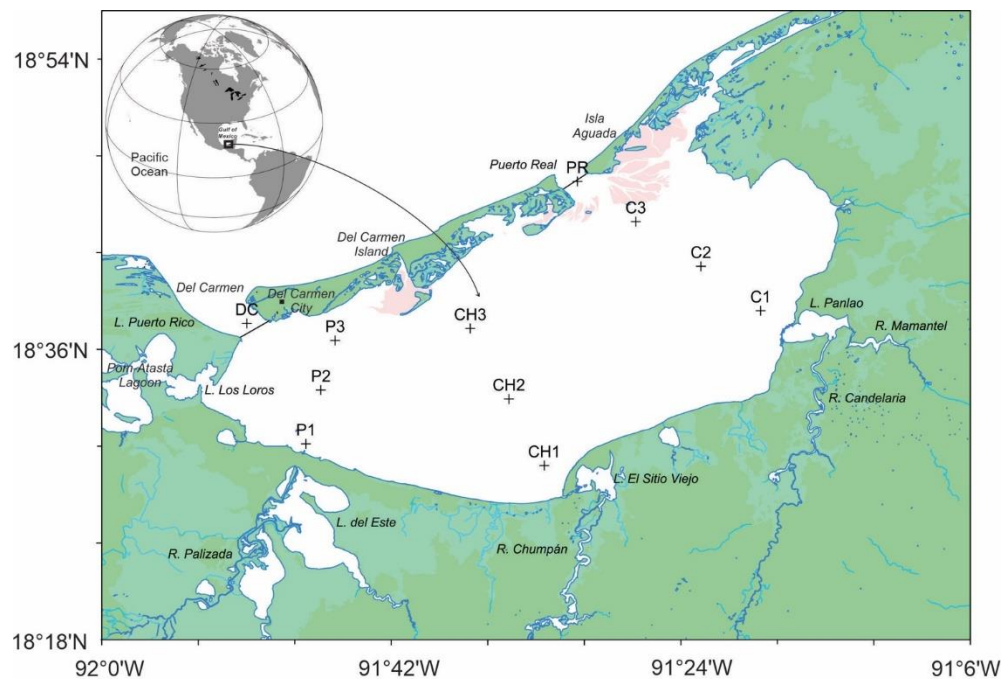 18°54'N
Gulf of
Mexico
Pacific
Ocean
Isla
Aguada
Puerto Real
PR
C3
Del Carmen
Island
C2
Del Carmen
Del Carmen
City
C1
L. Panlao
DC
L. Puerto Rico
P3
CH3
R. Mamantel
18°36'N
Pom-Atasta
Lagoon
L. Los Loros
P2
CH2
R. Candelaria
P1
CH1
L. El Sitio Viejo
L. del Este
R. Palizada
R. Chumpán
18°18'N
92°0'W
91°42'W
91°24'W
91°6'W